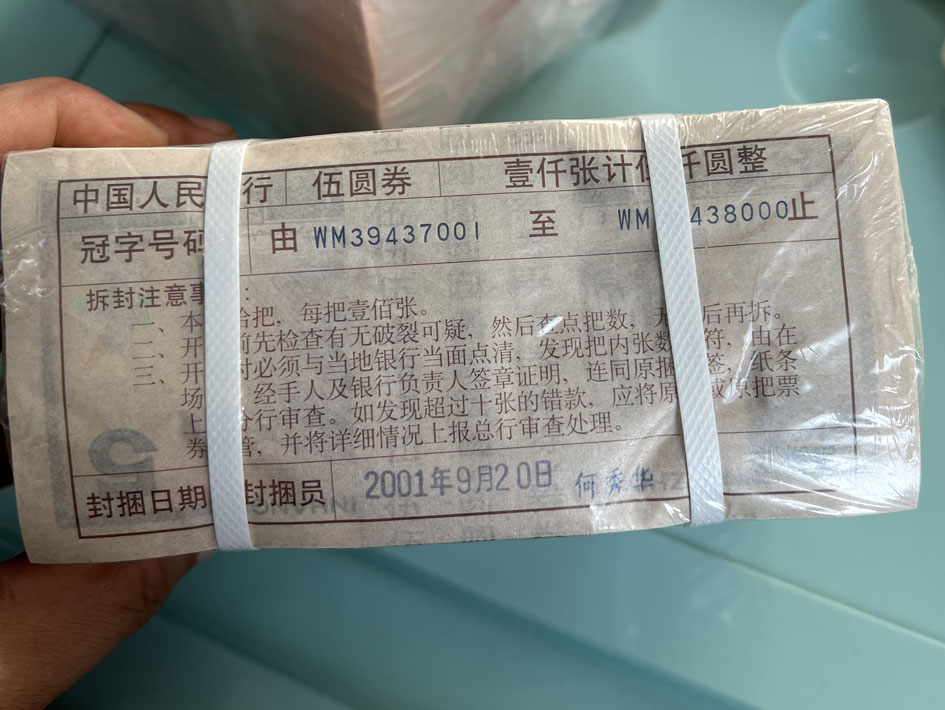 中国人民 行 伍圆券 壹仟张计伍仟圆整
冠字号码 由 WM39437001 至 WM 438000止
拆封注意事 :
一、本 给把，每把壹佰张。
二、开 前先检查有无破裂可疑，然后查点把数， 后再拆。
三、开 时必须与当地银行当面点清，发现把内张数 符，由在
场 经手人及银行负责人签章证明，连同原捆 签、纸条
上 分行审查。如发现超过十张的错款，应将原 或原把票
券 管，并将详细情况上报总行审查处理。
封捆日期 封捆员 2001年9月20日 何秀华
5